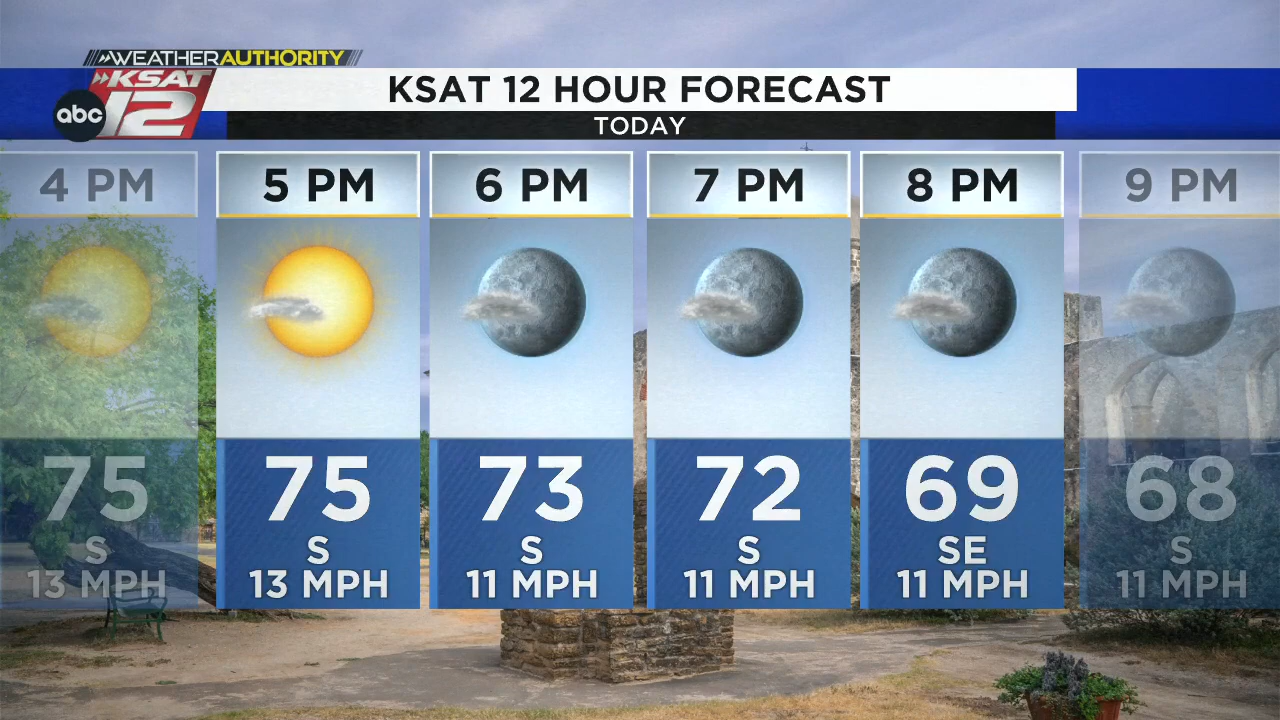 WEATHERAUTHORITY
KSAT
abc 12
KSAT 12 HOUR FORECAST
TODAY
4 PM
75
S
13 MPH
5 PM
75
S
13 MPH
6 PM
73
S
11 MPH
7 PM
72
S
11 MPH
8 PM
69
SE
11 MPH
9 PM
68
S
11 MPH